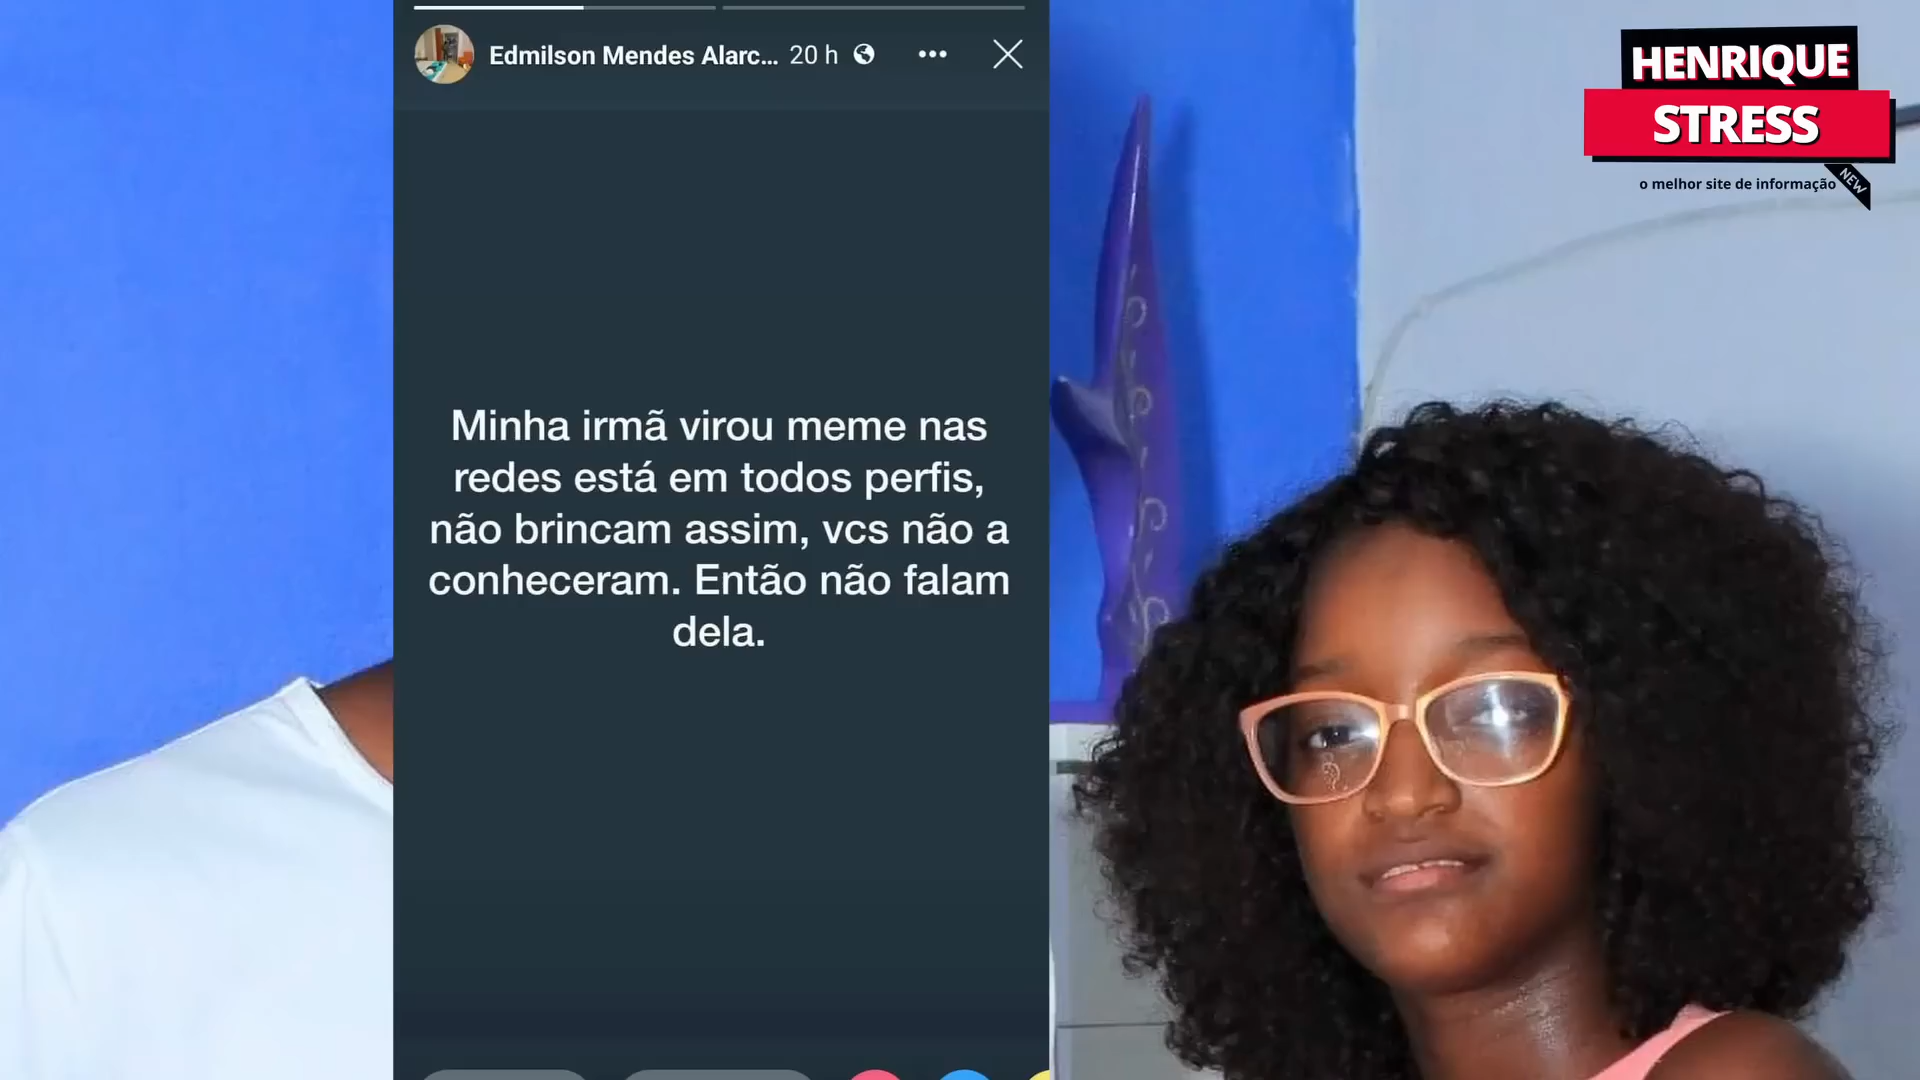 Edmilson Mendes Alarc... 20 h
HENRIQUE
STRESS
NEW
o melhor site de informação
Minha irmã virou meme nas
redes está em todos perfis,
não brincam assim, vcs não a
conheceram. Então não falam
dela.